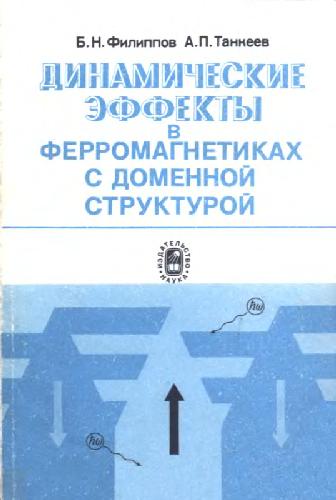 Б.Н.Филиппов А.П.Танкеев
ДИНАМИЧЕСКИЕ
ЭФФЕКТЫ
В
ФЕРРОМАГНЕТИКАХ
С ДОМЕННОЙ
СТРУКТУРОЙ
ИЗДАТЕЛЬСТВО
НАУКА
ħω
ħω